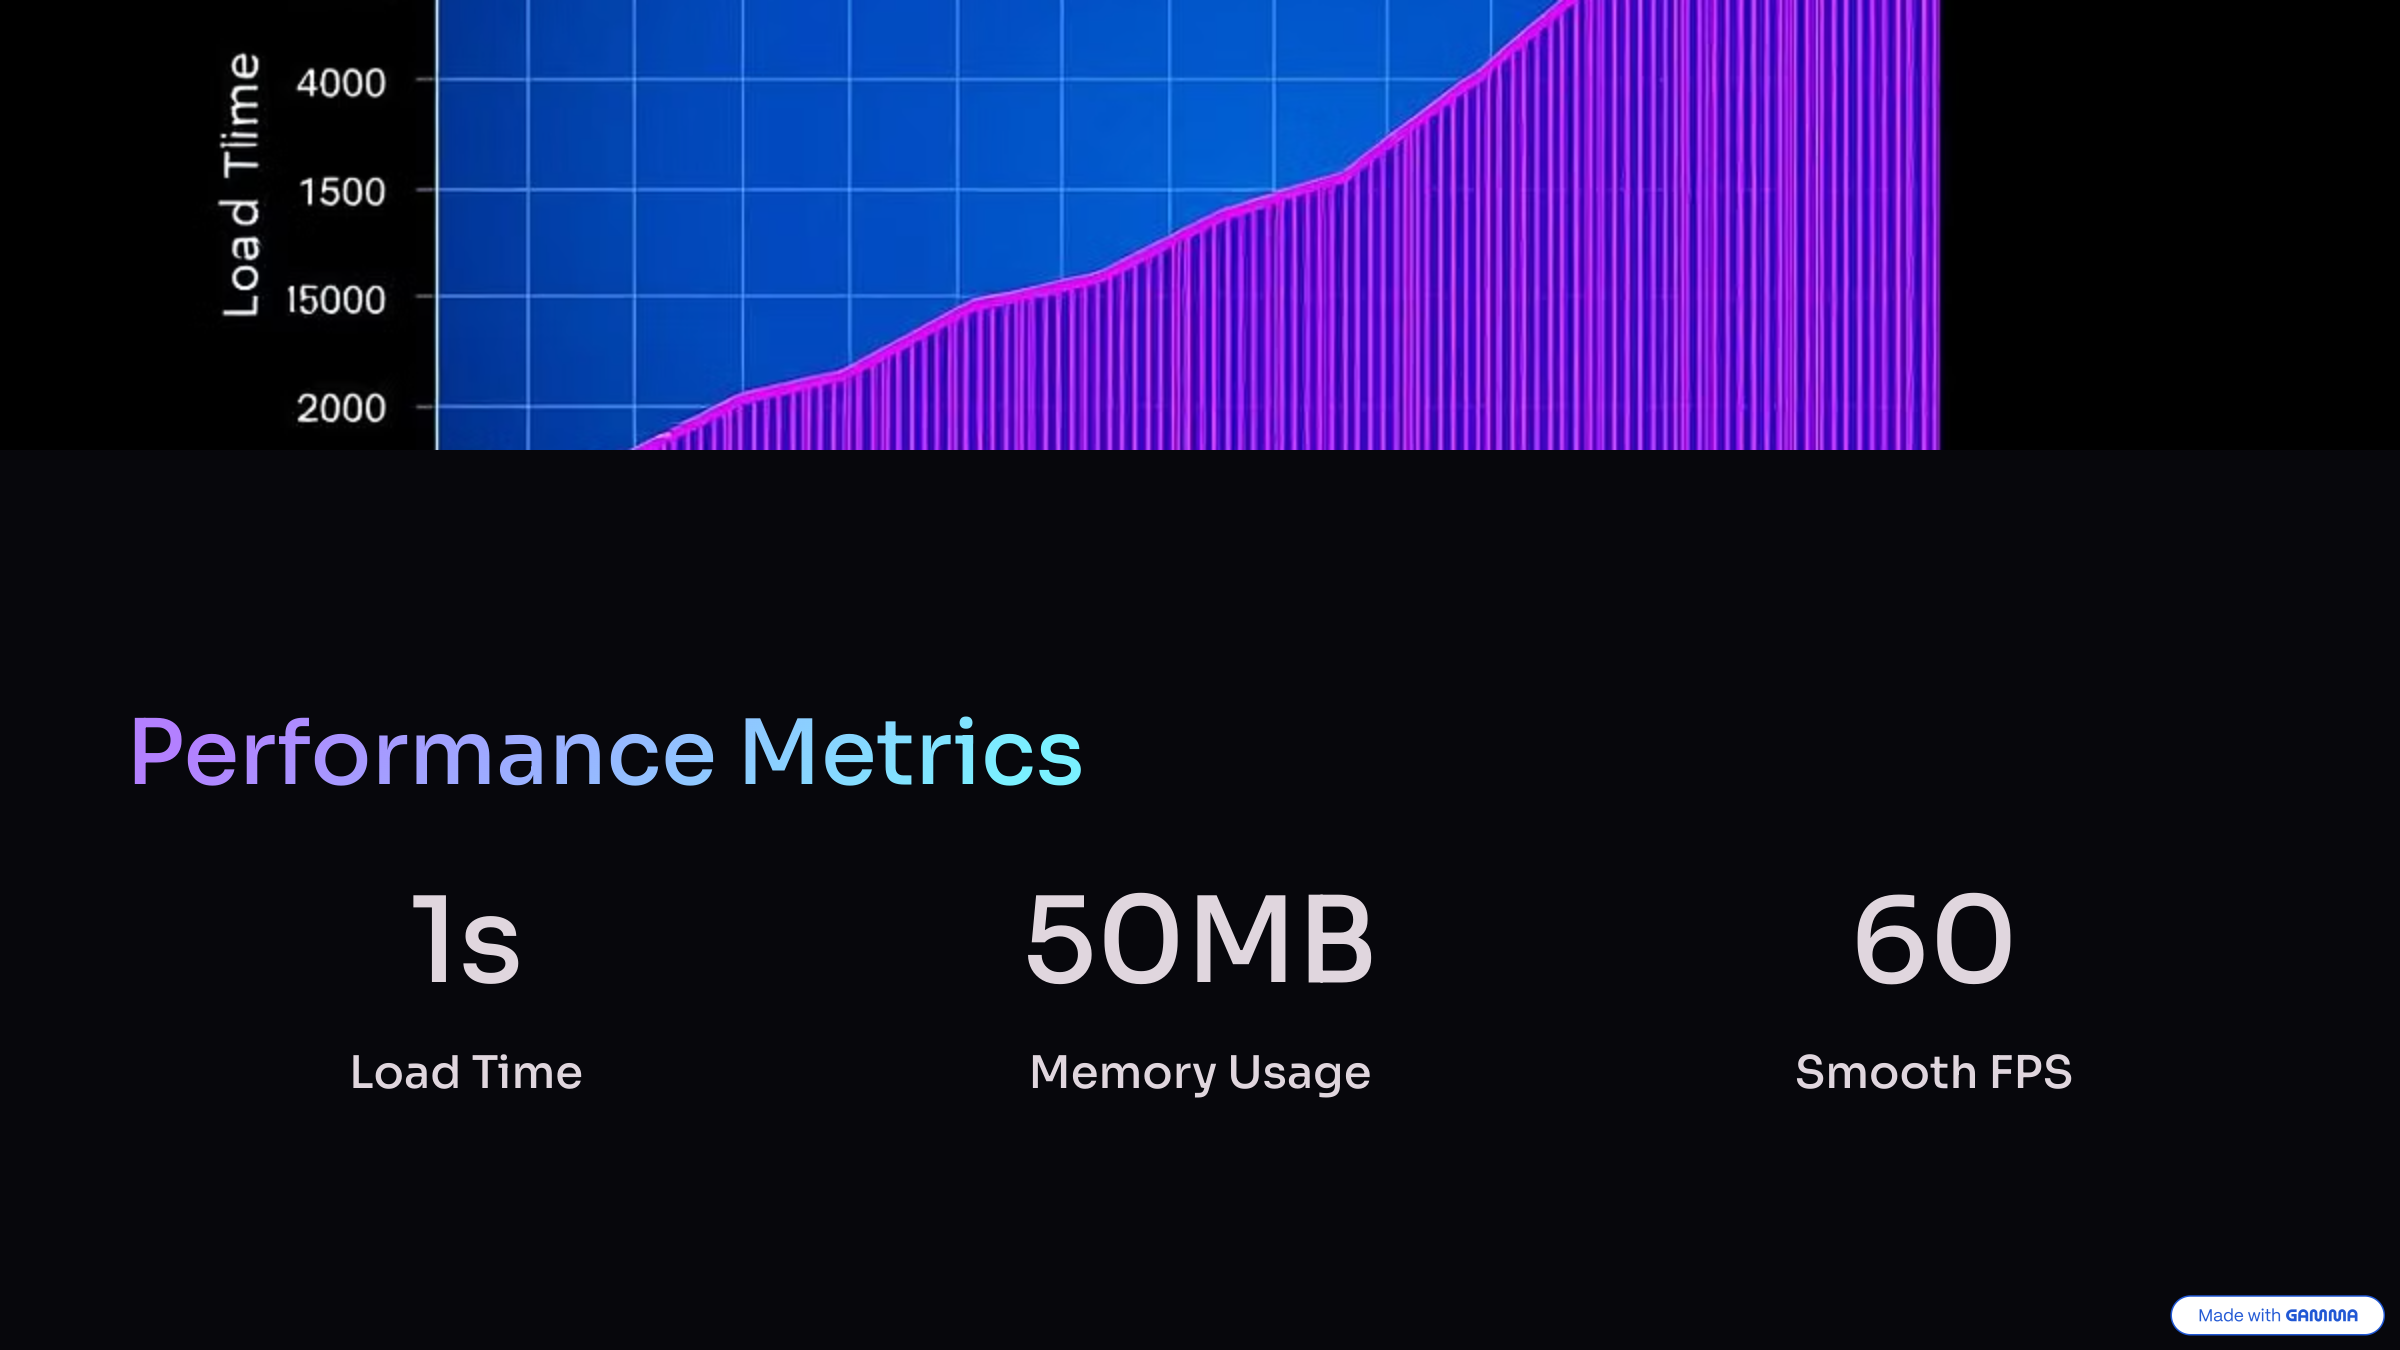 Load Tiime
4000
1500
15000
2000
Performance Metrics
1s
50MB
60
Load Time
Memory Usage
Smooth FPS
Made with GAMMA